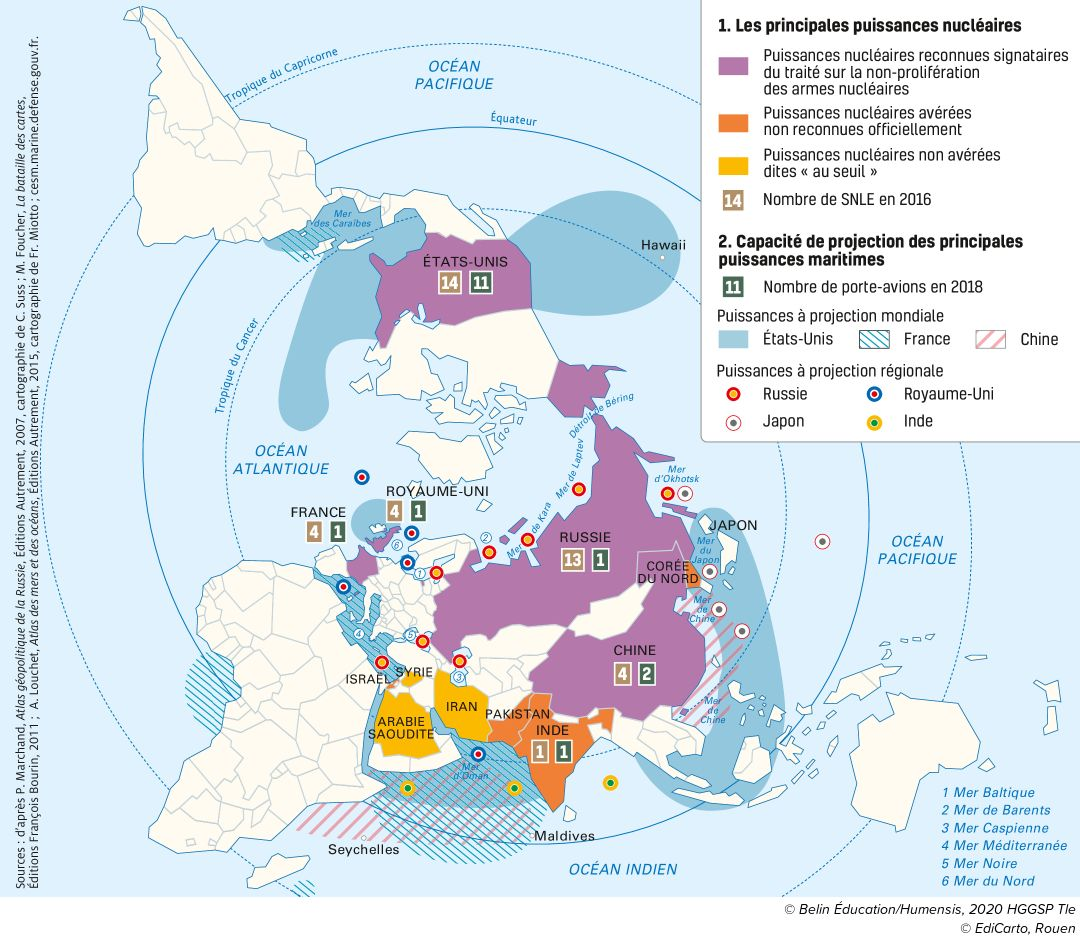 1. Les principales puissances nucléaires
Puissances nucléaires reconnues signataires
du traité sur la non-prolifération
des armes nucléaires
Puissances nucléaires avérées
non reconnues officiellement
Puissances nucléaires non avérées
dites « au seuil »
14
Nombre de SNLE en 2016
2. Capacité de projection des principales
puissances maritimes
11
Nombre de porte-avions en 2018
Puissances à projection mondiale
États-Unis
France
Chine
Puissances à projection régionale
Russie
Royaume-Uni
Japon
Inde
Tropique du Capricorne
OCÉAN
PACIFIQUE
Équateur
Mer
des Caraïbes
Hawaii
ÉTATS-UNIS
14 11
Tropique du Cancer
Détroit de Béring
OCÉAN
ATLANTIQUE
Mer de Laptev
Mer
d'Okhotsk
ROYAUME-UNI
4 1
FRANCE
4 1
6
2
1
Mer de Kara
RUSSIE
13 1
JAPON
Mer
du
Japon
OCÉAN
PACIFIQUE
CORÉE
DU NORD
Mer
de
Chine
4
5
3
CHINE
4 2
ISRAËL
SYRIE
IRAN
PAKISTAN
ARABIE
SAOUDITE
INDE
1 1
Mer
de
Chine
Mer
d'Oman
Maldives
Seychelles
OCÉAN INDIEN
1 Mer Baltique
2 Mer de Barents
3 Mer Caspienne
4 Mer Méditerranée
5 Mer Noire
6 Mer du Nord
Sources : d'après P. Marchand, Atlas géopolitique de la Russie, Éditions Autrement, 2007, cartographie de C. Suss ; M. Foucher, La bataille des cartes,
Éditions François Bourin, 2011 ; A. Louchet, Atlas des mers et des océans, Éditions Autrement, 2015, cartographie de Fr. Miotto ; cesm.marine.defense.gouv.fr.
© Belin Éducation/Humensis, 2020 HGGSP Tle
© EdiCarto, Rouen